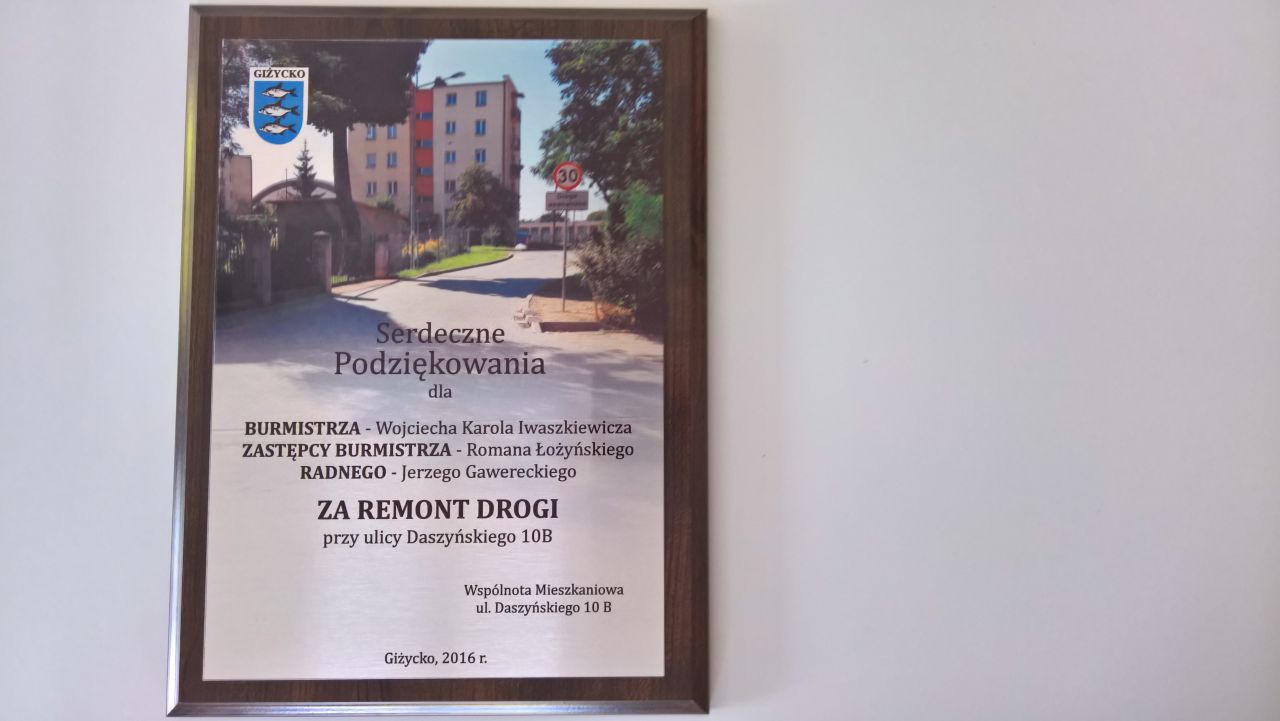 GIŻYCKO
30
Serdeczne
Podziękowania
dla
BURMISTRZA - Wojciecha Karola Iwaszkiewicza
ZASTĘPCY BURMISTRZA - Romana Łożyńskiego
RADNEGO - Jerzego Gawereckiego
ZA REMONT DROGI
przy ulicy Daszyńskiego 10B
Wspólnota Mieszkaniowa
ul. Daszyńskiego 10 B
Giżycko, 2016 r.